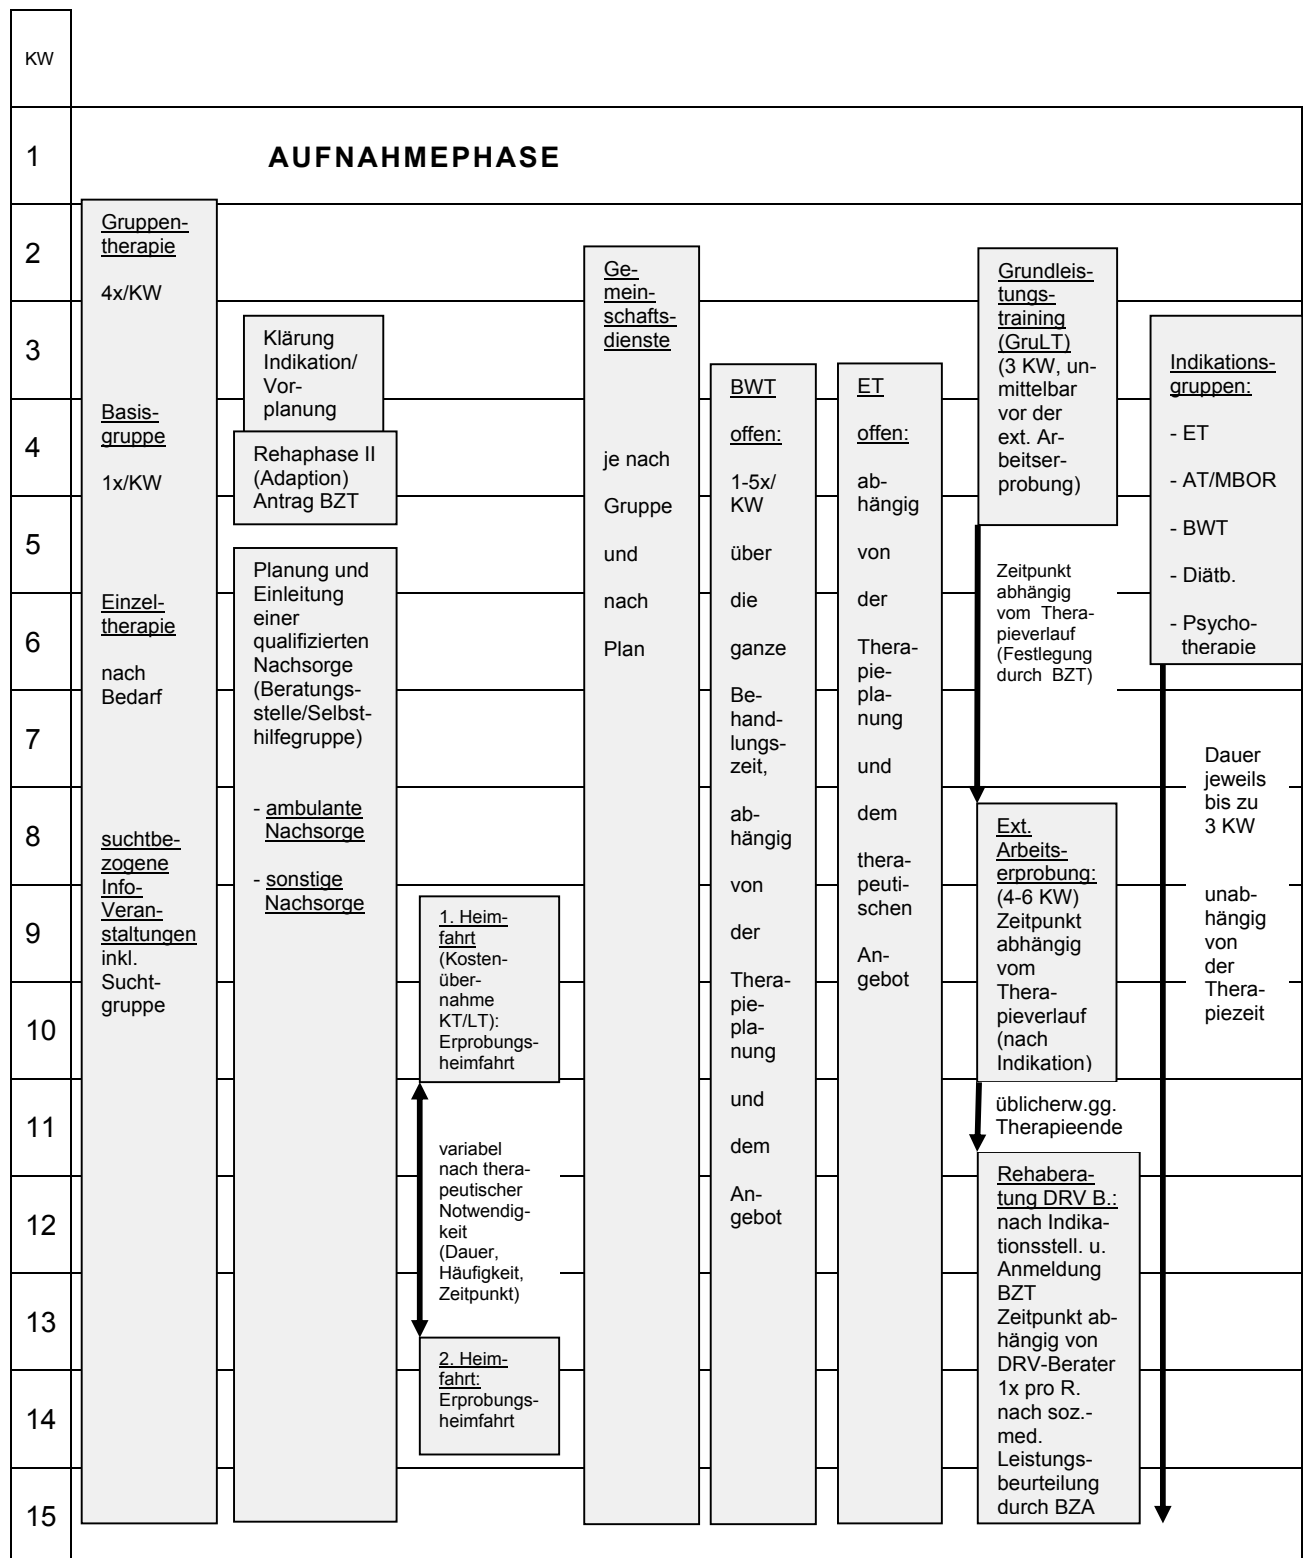 KW
1
AUFNAHMEPHASE
2
3
4
5
6
7
8
9
10
11
12
13
14
15
Gruppen-
therapie
4x/KW
Basis-
gruppe
1x/KW
Einzel-
therapie
nach
Bedarf
suchtbe-
zogene
Info-
Veran-
staltungen
inkl.
Sucht-
gruppe
Klärung
Indikation/
Vor-
planung
Rehaphase II
(Adaption)
Antrag BZT
Planung und
Einleitung
einer
qualifizierten
Nachsorge
(Beratungs-
stelle/Selbst-
hilfegruppe)
- ambulante
Nachsorge
- sonstige
Nachsorge
1. Heim-
fahrt
(Kosten-
über-
nahme
KT/LT):
Erprobungs-
heimfahrt
variabel
nach thera-
peutischer
Notwendig-
keit
(Dauer,
Häufigkeit,
Zeitpunkt)
2. Heim-
fahrt:
Erprobungs-
heimfahrt
Ge-
mein-
schafts-
dienste
je nach
Gruppe
und
nach
Plan
BWT
offen:
1-5x/
KW
über
die
ganze
Be-
hand-
lungs-
zeit,
ab-
hängig
von
der
Thera-
pie-
pla-
nung
und
dem
An-
gebot
ET
offen:
ab-
hängig
von
der
Thera-
pie-
pla-
nung
und
dem
thera-
peuti-
schen
An-
gebot
Grundleis-
tungs-
training
(GruLT)
(3 KW, un-
mittelbar
vor der
ext. Ar-
beitser-
probung)
Zeitpunkt
abhängig
vom Thera-
pieverlauf
(Festlegung
durch BZT)
Ext.
Arbeits-
erprobung:
(4-6 KW)
Zeitpunkt
abhängig
vom
Thera-
pieverlauf
(nach
Indikation)
üblicherw.gg.
Therapieende
Rehabera-
tung DRV B.:
nach Indika-
tionsstell. u.
Anmeldung
BZT
Zeitpunkt ab-
hängig von
DRV-Berater
1x pro R.
nach soz.-
med.
Leistungs-
beurteilung
durch BZA
Indikations-
gruppen:
- ET
- AT/MBOR
- BWT
- Diätb.
- Psycho-
therapie
Dauer
jeweils
bis zu
3 KW
unab-
hängig
von
der
Thera-
piezeit